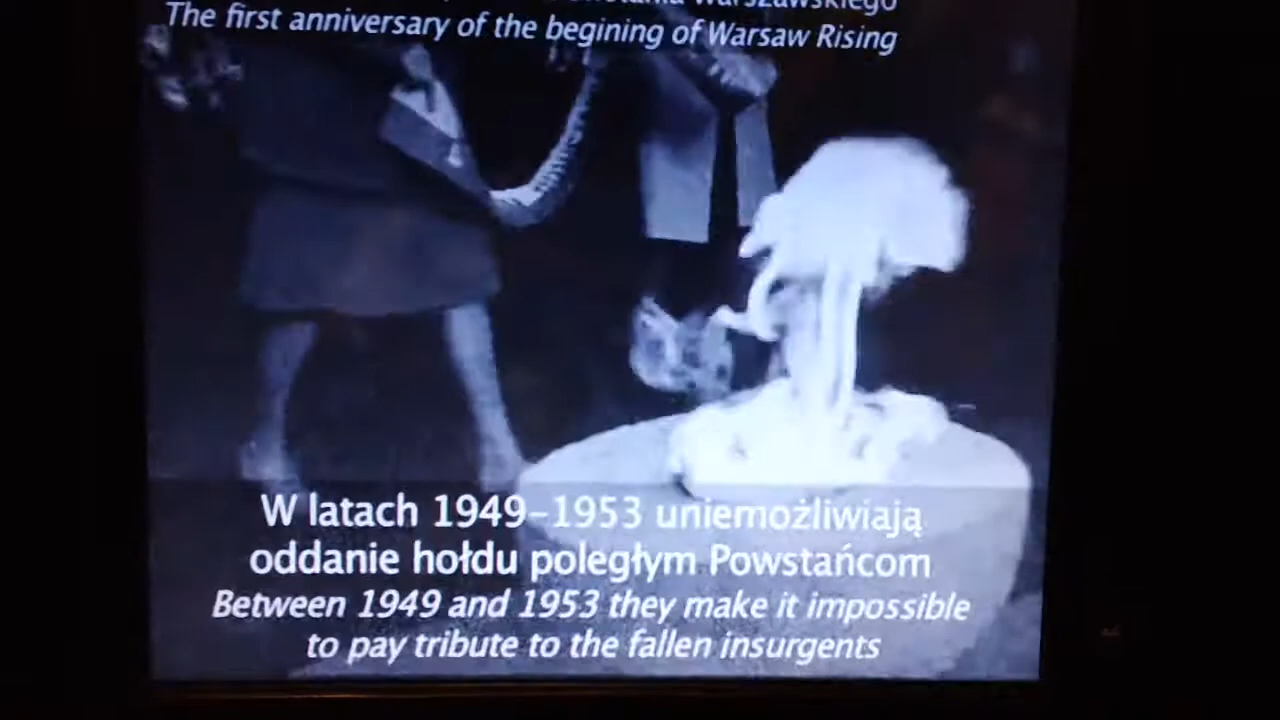 Warszawskiego
The first anniversary of the begining of Warsaw Rising
W latach 1949–1953 uniemożliwiają
oddanie hołdu poległym Powstańcom
Between 1949 and 1953 they make it impossible
to pay tribute to the fallen insurgents